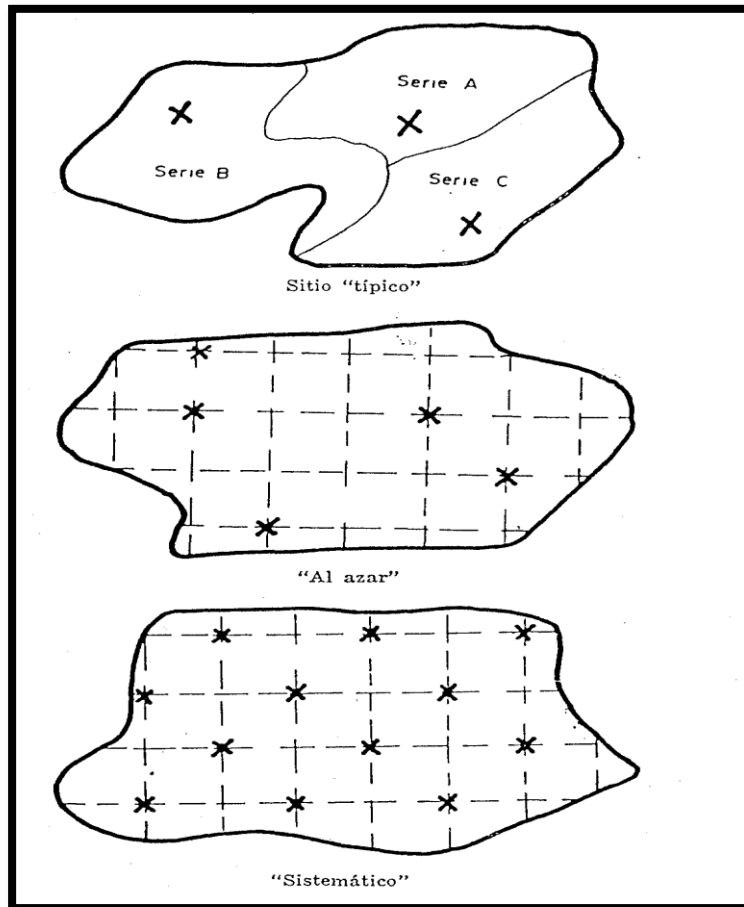 Serie A
Serie B
Serie C
Sitio “típico”
“Al azar”
“Sistemático”